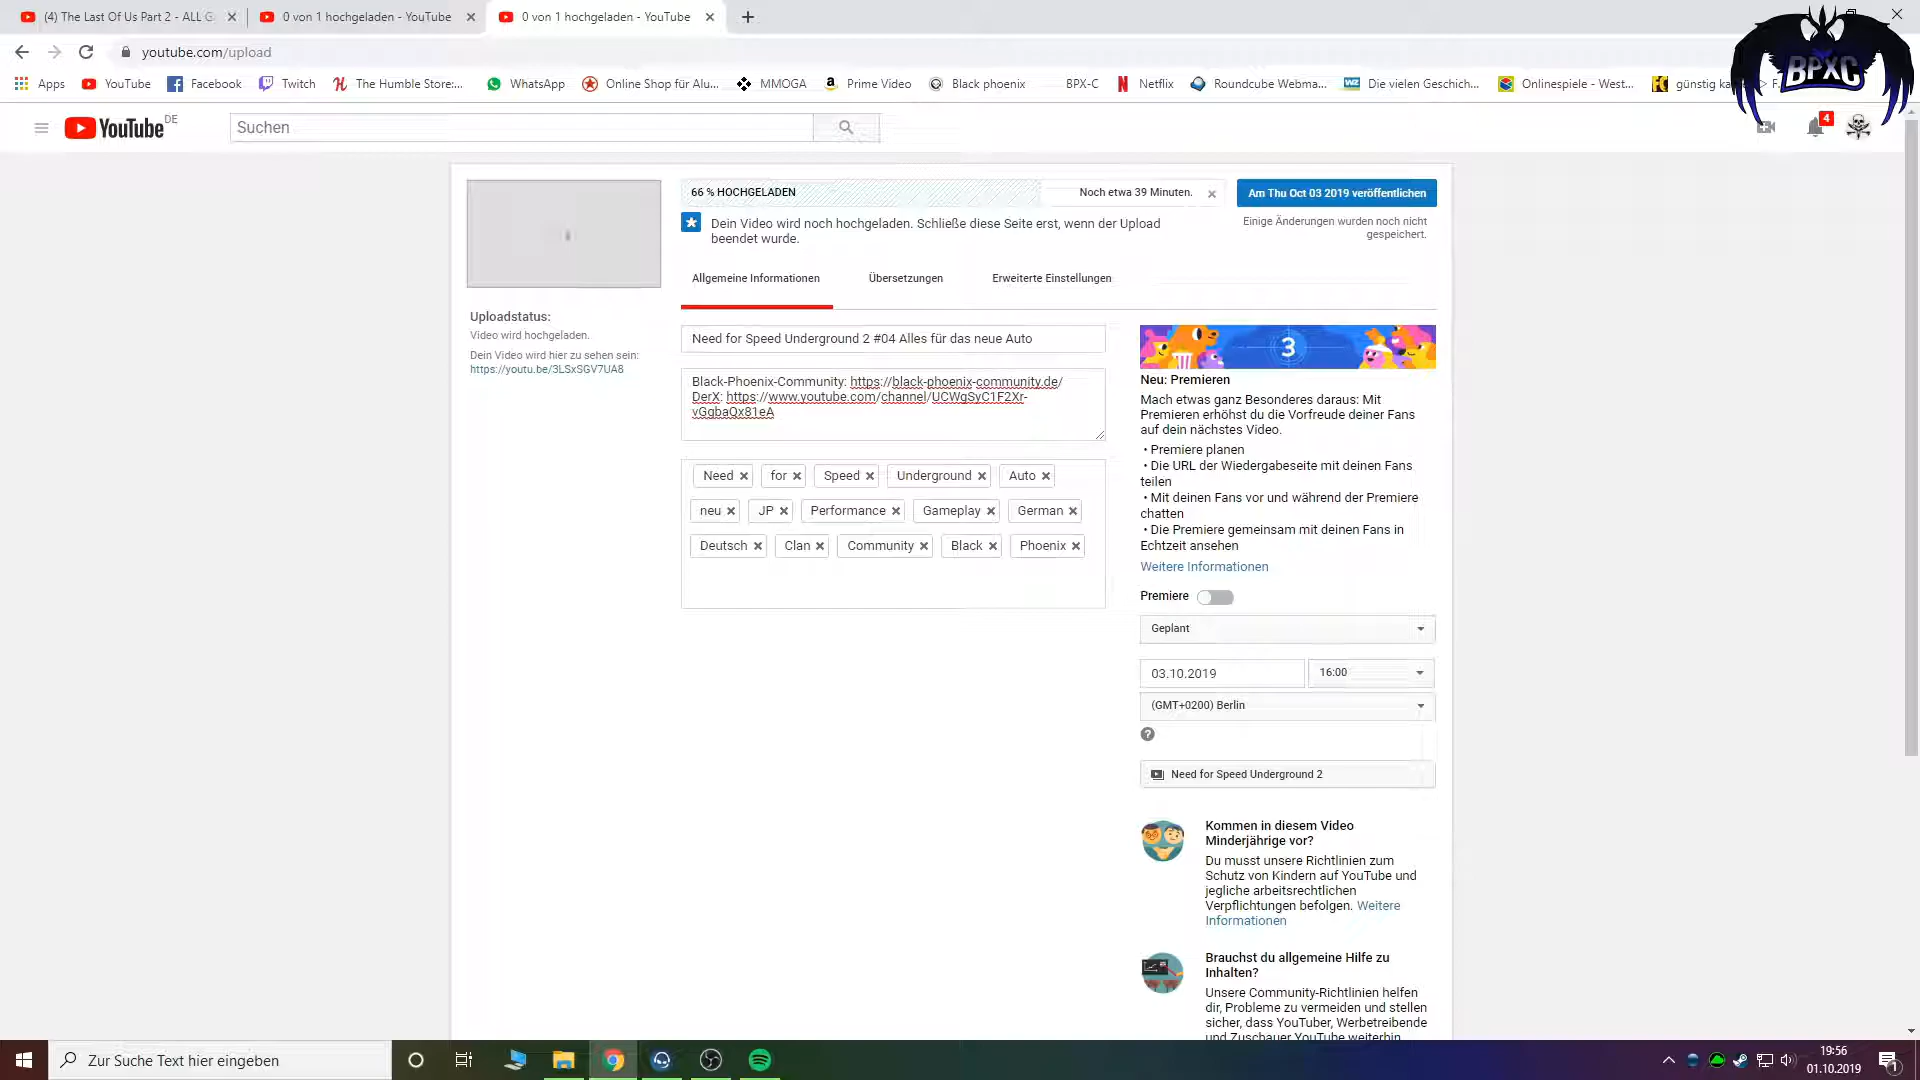 (4) The Last Of Us Part 2 - ALL G
0 von 1 hochgeladen - YouTube
0 von 1 hochgeladen - YouTube
youtube.com/upload
Apps
YouTube
Facebook
Twitch
The Humble Store:...
WhatsApp
Online Shop für Alu...
MMOGA
Prime Video
Black phoenix
BPX-C
Netflix
Roundcube Webma...
Die vielen Geschich...
Onlinespiele - West...
günstig ka
BPXC
YouTube DE
Suchen
4
66 % HOCHGELADEN
Noch etwa 39 Minuten.
Am Thu Oct 03 2019 veröffentlichen
Dein Video wird noch hochgeladen. Schließe diese Seite erst, wenn der Upload
beendet wurde.
Einige Änderungen wurden noch nicht
gespeichert.
Allgemeine Informationen
Übersetzungen
Erweiterte Einstellungen
Uploadstatus:
Video wird hochgeladen.
Dein Video wird hier zu sehen sein:
https://youtu.be/3LSxSGV7UA8
Need for Speed Underground 2 #04 Alles für das neue Auto
Black-Phoenix-Community: https://black-phoenix-community.de/
DerX: https://www.youtube.com/channel/UCWgSyC1F2Xr-
vGgbaQx81eA
Need for Speed Underground Auto
neu JP Performance Gameplay German
Deutsch Clan Community Black Phoenix
3
Neu: Premieren
Mach etwas ganz Besonderes daraus: Mit
Premieren erhöhst du die Vorfreude deiner Fans
auf dein nächstes Video.
• Premiere planen
• Die URL der Wiedergabeseite mit deinen Fans
teilen
• Mit deinen Fans vor und während der Premiere
chatten
• Die Premiere gemeinsam mit deinen Fans in
Echtzeit ansehen
Weitere Informationen
Premiere
Geplant
03.10.2019
16:00
(GMT+0200) Berlin
Need for Speed Underground 2
Kommen in diesem Video
Minderjährige vor?
Du musst unsere Richtlinien zum
Schutz von Kindern auf YouTube und
jegliche arbeitsrechtlichen
Verpflichtungen befolgen. Weitere
Informationen
Brauchst du allgemeine Hilfe zu
Inhalten?
Unsere Community-Richtlinien helfen
dir, Probleme zu vermeiden und stellen
sicher, dass YouTuber, Werbetreibende
und Zuschauer YouTube weiterhin
Zur Suche Text hier eingeben
19:56
01.10.2019
1